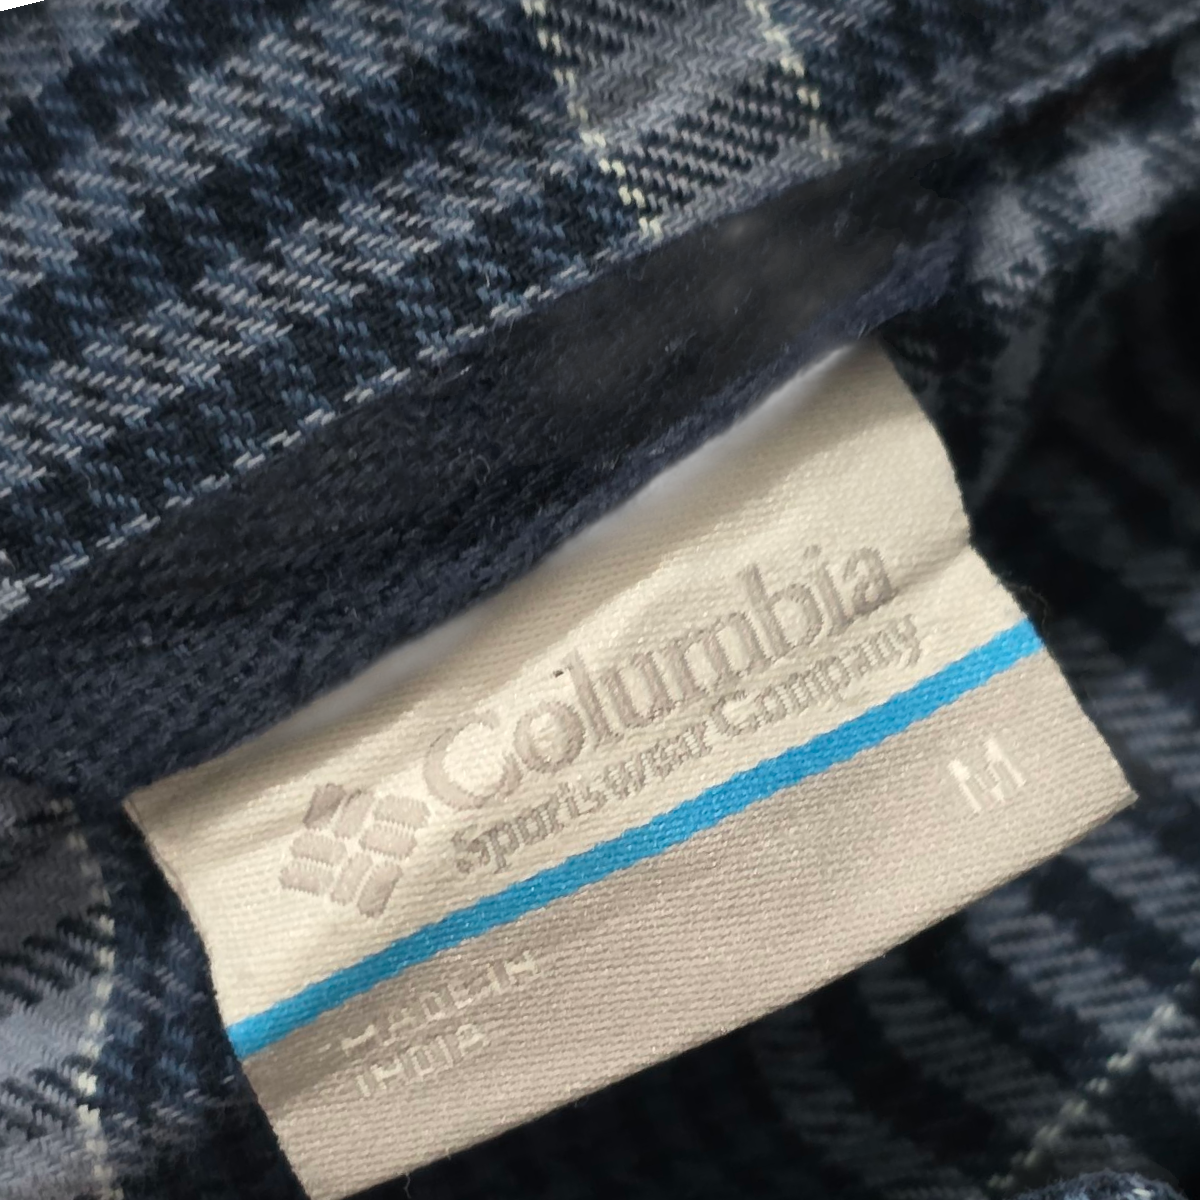 Columbia
Sportswear Company
M
MADE IN
INDIA